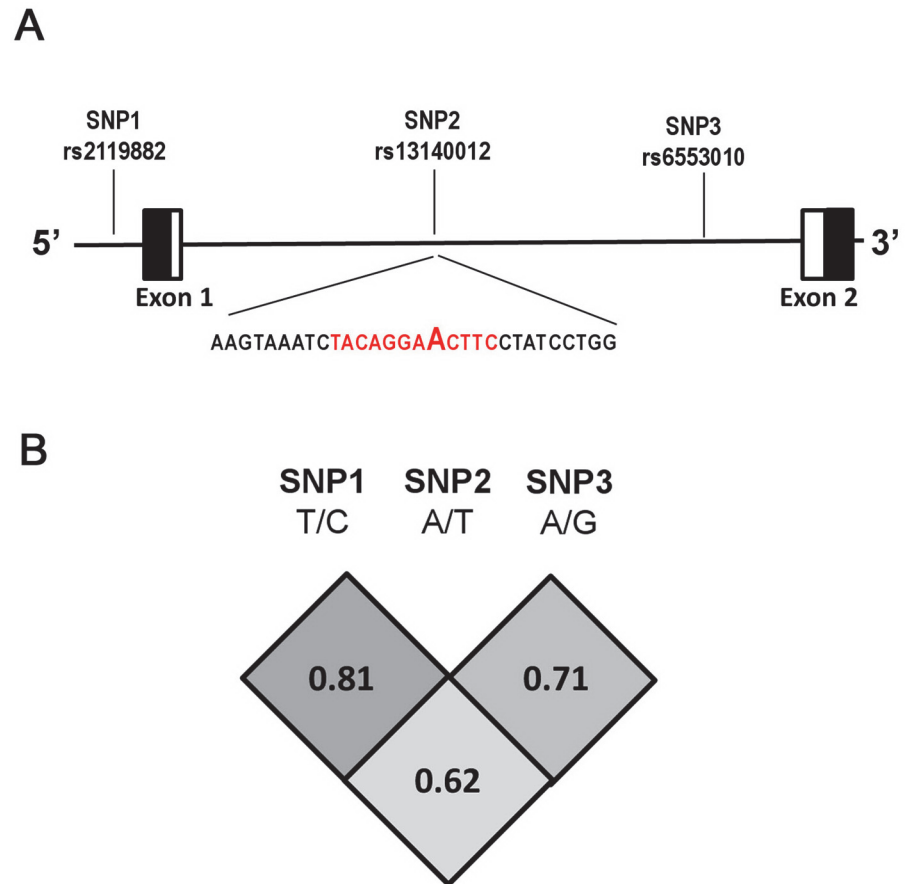 A
SNP1 SNP2 SNP3
rs2119882 rs13140012 rs6553010
5’ 3’
Exon 1 Exon 2
AAGTAAATCTACAGGAACTTCCTATCCTGG
B
SNP1 SNP2 SNP3
T/C A/T A/G
0.81 0.71
0.62